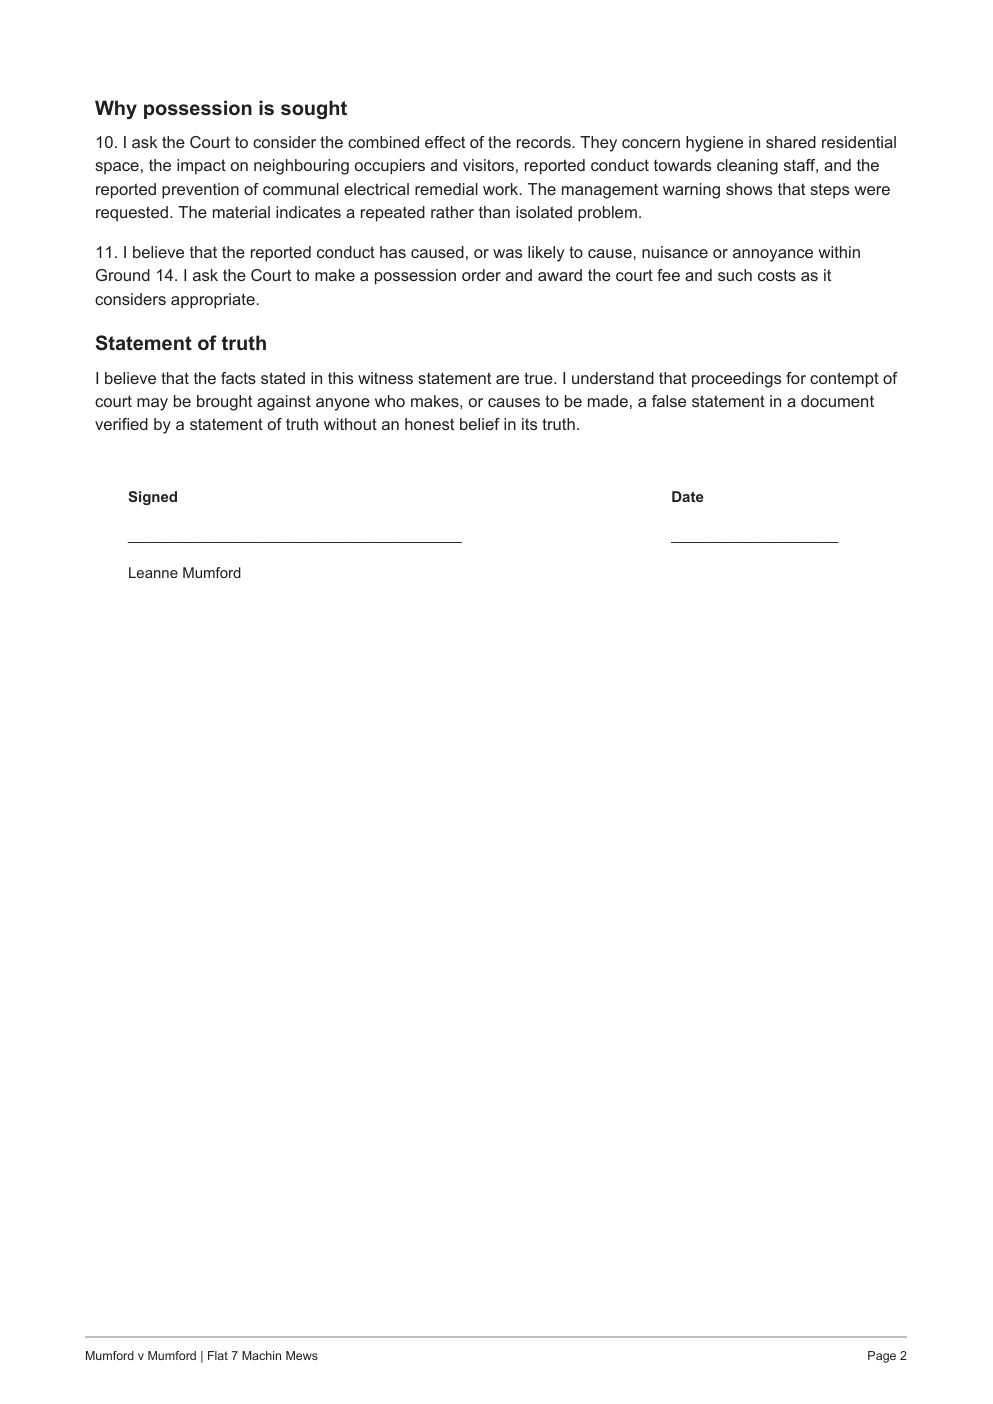 Why possession is sought
10. I ask the Court to consider the combined effect of the records. They concern hygiene in shared residential
space, the impact on neighbouring occupiers and visitors, reported conduct towards cleaning staff, and the
reported prevention of communal electrical remedial work. The management warning shows that steps were
requested. The material indicates a repeated rather than isolated problem.
11. I believe that the reported conduct has caused, or was likely to cause, nuisance or annoyance within
Ground 14. I ask the Court to make a possession order and award the court fee and such costs as it
considers appropriate.
Statement of truth
I believe that the facts stated in this witness statement are true. I understand that proceedings for contempt of
court may be brought against anyone who makes, or causes to be made, a false statement in a document
verified by a statement of truth without an honest belief in its truth.
Signed Date
Leanne Mumford
Mumford v Mumford | Flat 7 Machin Mews Page 2